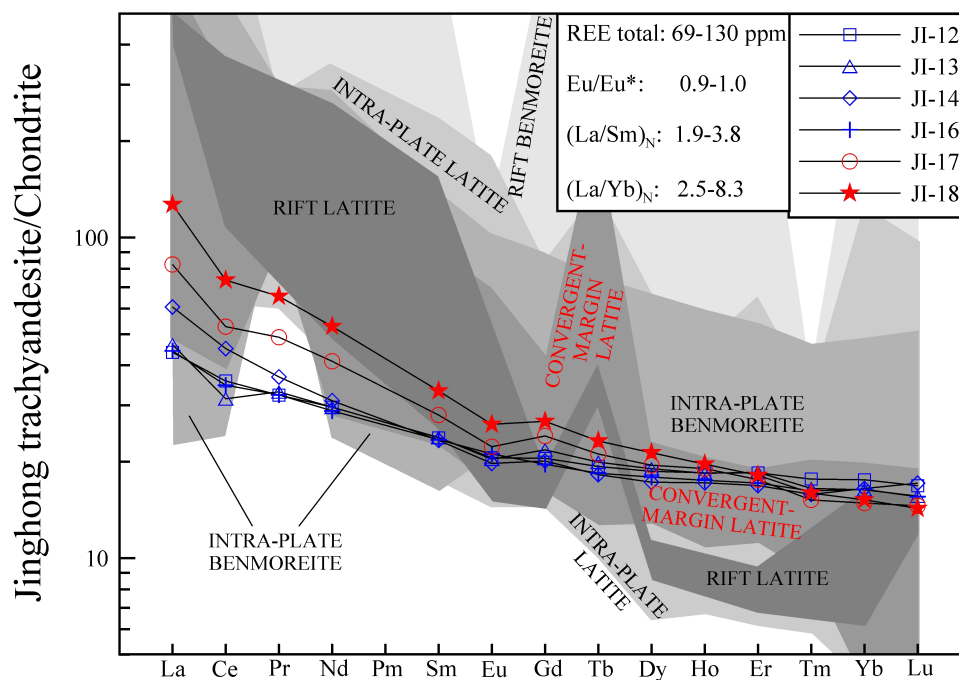 Jinghong trachyandesite/Chondrite
100
10
REE total: 69-130 ppm
Eu/Eu*: 0.9-1.0
(La/Sm)N: 1.9-3.8
(La/Yb)N: 2.5-8.3
JI-12
JI-13
JI-14
JI-16
JI-17
JI-18
INTRA-PLATE LATITE
RIFT BENMOREITE
RIFT LATITE
CONVERGENT-
MARGIN
LATITE
INTRA-PLATE
BENMOREITE
CONVERGENT-
MARGIN LATITE
INTRA-PLATE
BENMOREITE
INTRA-PLATE
LATITE
RIFT LATITE
La Ce Pr Nd Pm Sm Eu Gd Tb Dy Ho Er Tm Yb Lu